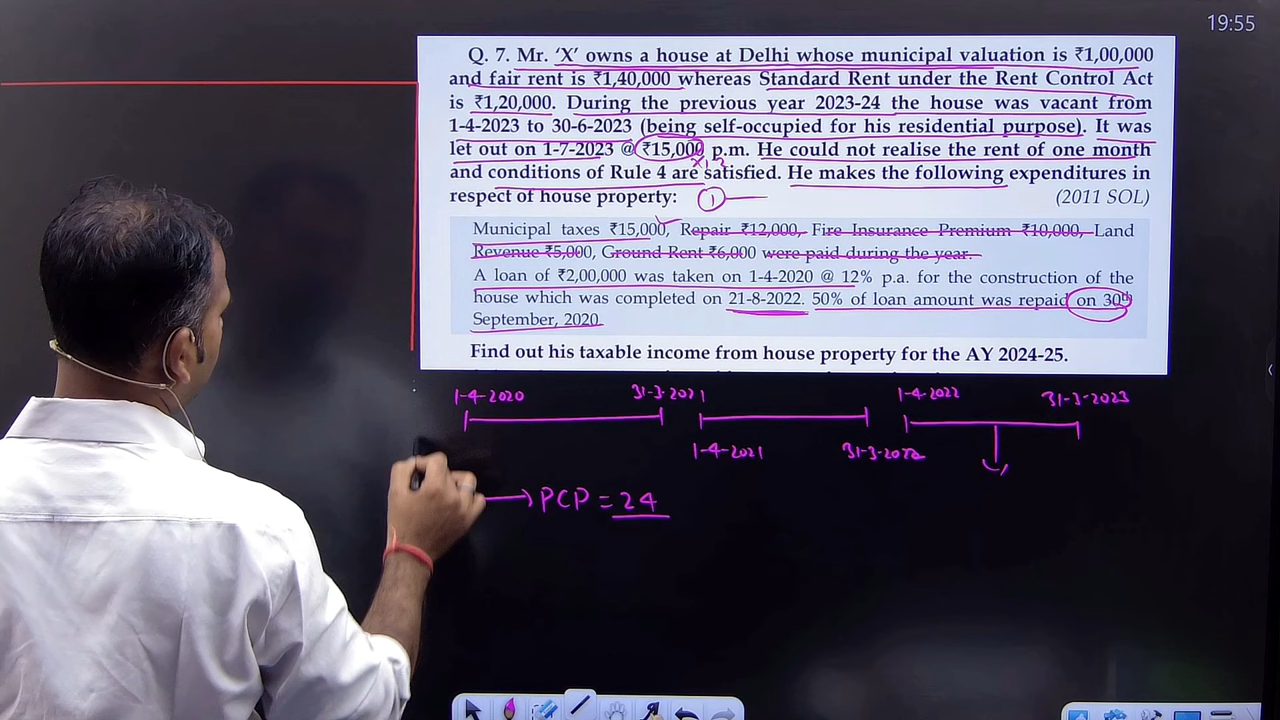 19:55
Q. 7. Mr. ‘X’ owns a house at Delhi whose municipal valuation is ₹1,00,000
and fair rent is ₹1,40,000 whereas Standard Rent under the Rent Control Act
is ₹1,20,000. During the previous year 2023-24 the house was vacant from
1-4-2023 to 30-6-2023 (being self-occupied for his residential purpose). It was
let out on 1-7-2023 @ ₹15,000 p.m. He could not realise the rent of one month
and conditions of Rule 4 are satisfied. He makes the following expenditures in
respect of house property: 1
(2011 SOL)
Municipal taxes ₹15,000, Repair ₹12,000, Fire Insurance Premium ₹10,000, Land
Revenue ₹5,000, Ground Rent ₹6,000 were paid during the year.
A loan of ₹2,00,000 was taken on 1-4-2020 @ 12% p.a. for the construction of the
house which was completed on 21-8-2022. 50% of loan amount was repaid on 30th
September, 2020.
Find out his taxable income from house property for the AY 2024-25.
1-4-2020 31-3-2021 1-4-2022 31-3-2023
1-4-2021 31-3-2022
PCP = 24